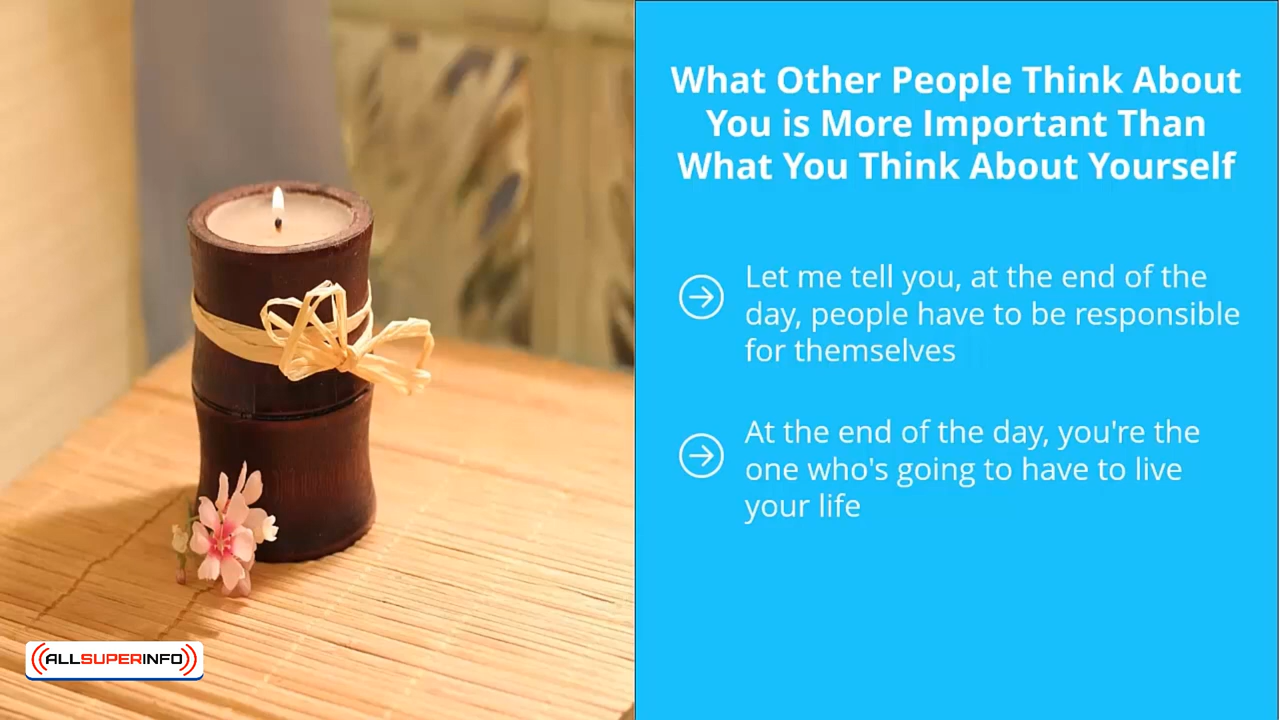 What Other People Think About
You is More Important Than
What You Think About Yourself
Let me tell you, at the end of the
day, people have to be responsible
for themselves
At the end of the day, you're the
one who's going to have to live
your life
ALLSUPERINFO